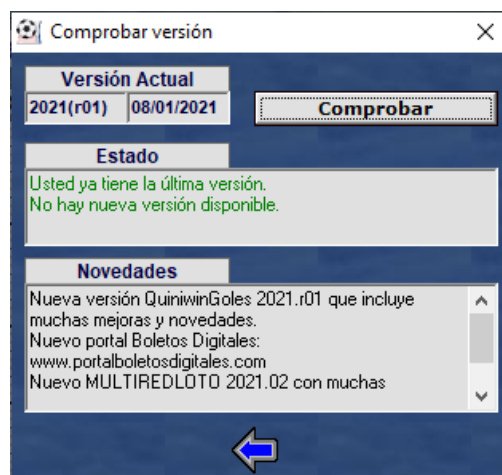 Comprobar versión
Versión Actual
2021(r01) 08/01/2021
Comprobar
Estado
Usted ya tiene la última versión.
No hay nueva versión disponible.
Novedades
Nueva versión QuiniwinGoles 2021.r01 que incluye
muchas mejoras y novedades.
Nuevo portal Boletos Digitales:
www.portalboletosdigitales.com
Nuevo MULTIREDLOTO 2021.02 con muchas